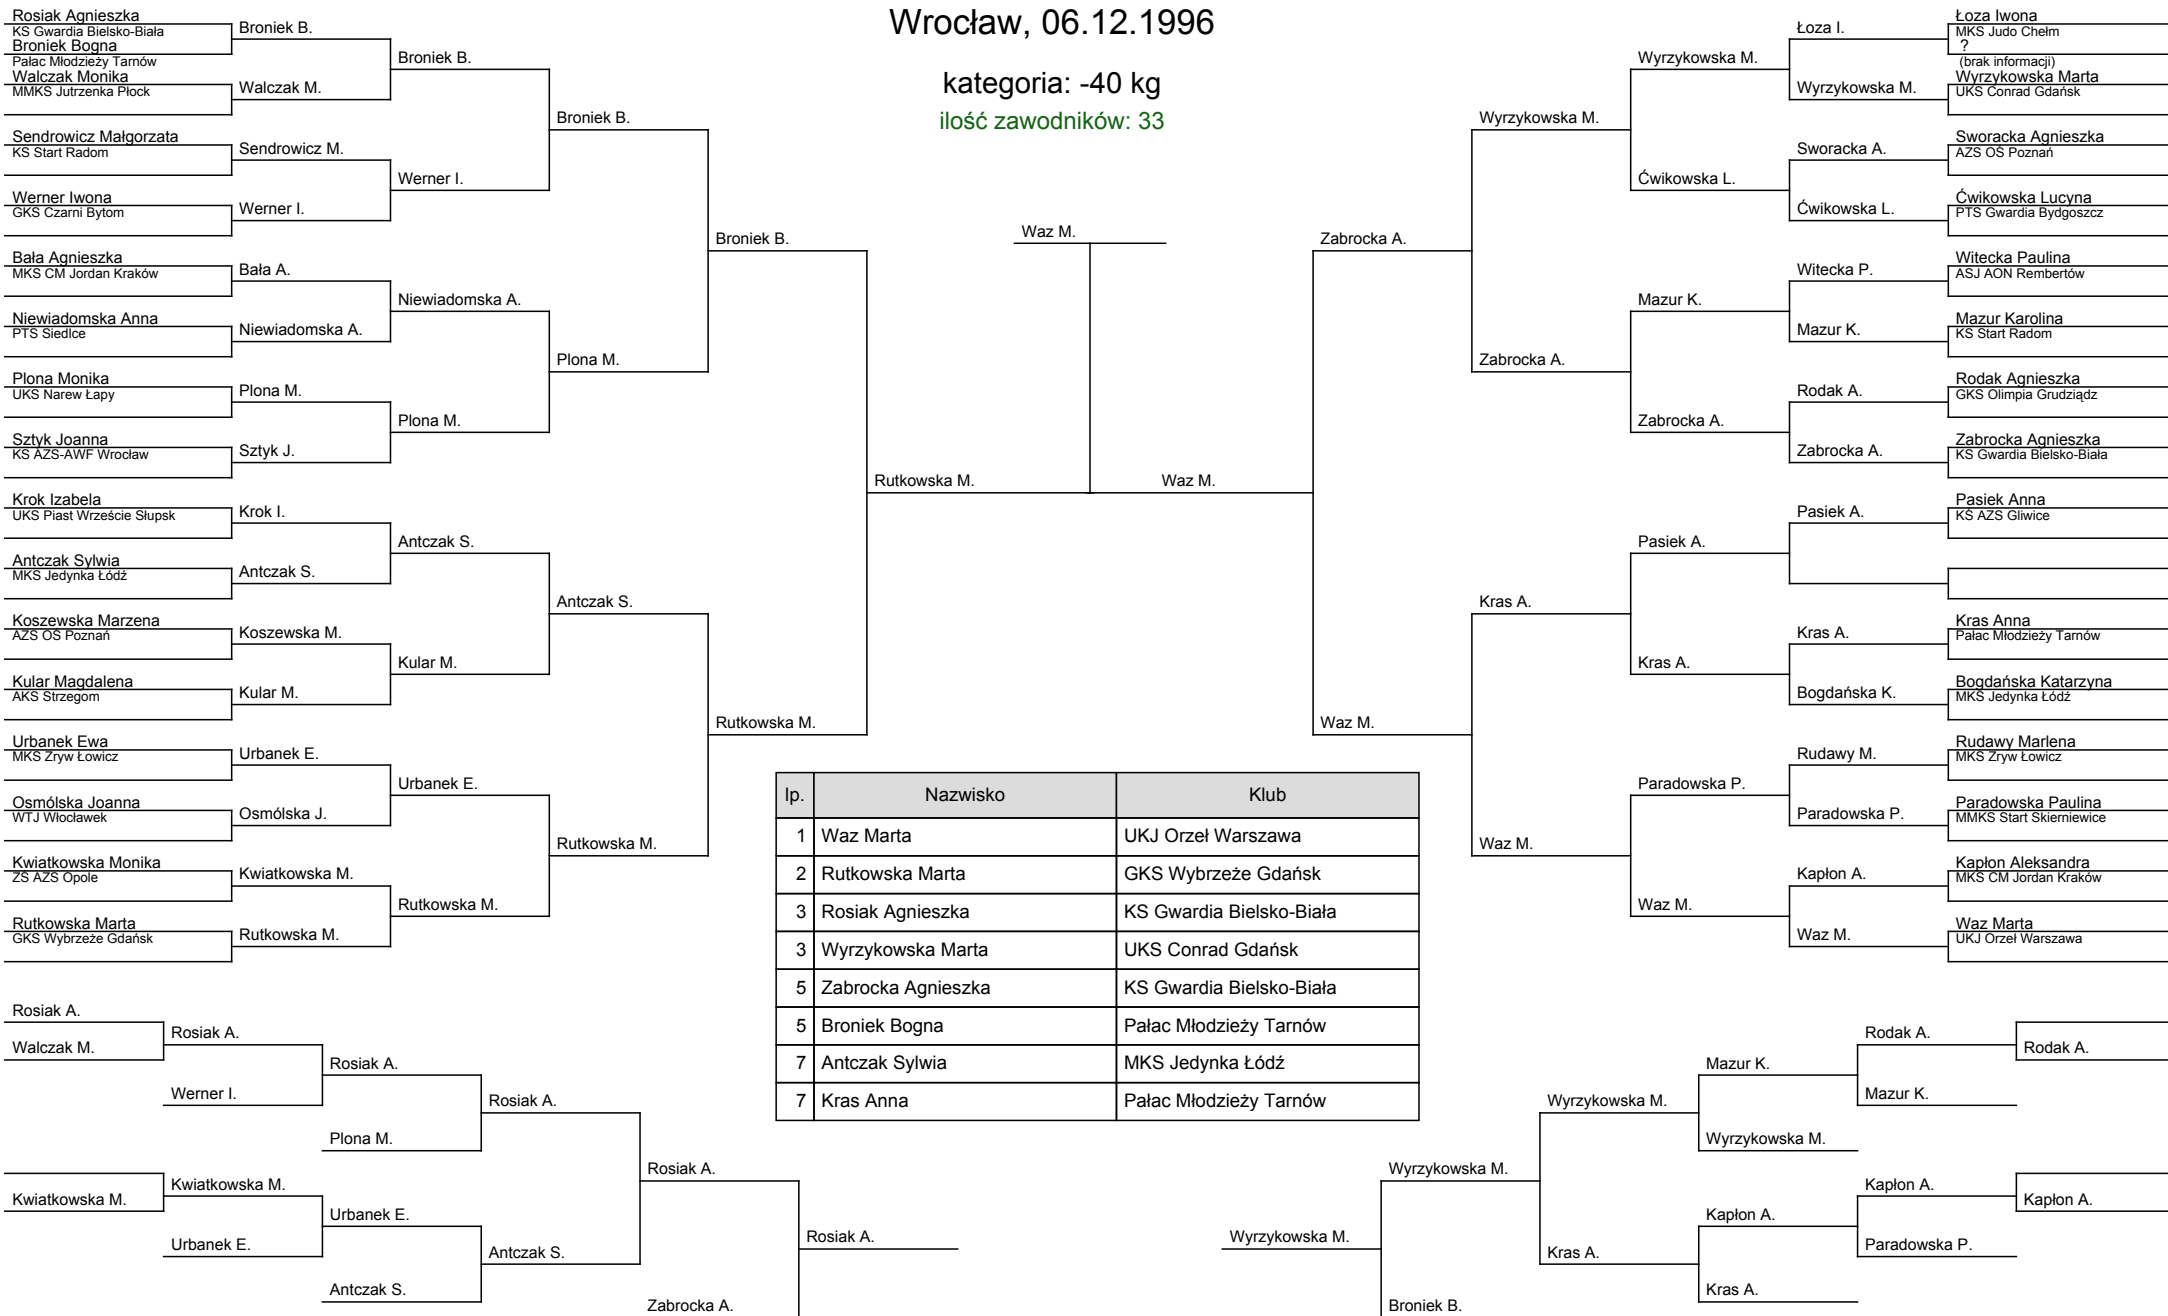 Wrocław, 06.12.1996
kategoria: -40 kg
ilość zawodników: 33
Rosiak Agnieszka
KS Gwardia Bielsko-Biała
Broniek Bogna
Pałac Młodzieży Tarnów
Walczak Monika
MMKS Jutrzenka Płock
Sendrowicz Małgorzata
KS Start Radom
Werner Iwona
GKS Czarni Bytom
Bała Agnieszka
MKS CM Jordan Kraków
Niewiadomska Anna
PTS Siedlce
Plona Monika
UKS Narew Łapy
Sztyk Joanna
KS AZS-AWF Wrocław
Krok Izabela
UKS Piast Wrzeście Słupsk
Antczak Sylwia
MKS Jedynka Łódź
Koszewska Marzena
AZS OŚ Poznań
Kular Magdalena
AKS Strzegom
Urbanek Ewa
MKS Zryw Łowicz
Osmólska Joanna
WTJ Włocławek
Kwiatkowska Monika
ZŚ AZS Opole
Rutkowska Marta
GKS Wybrzeże Gdańsk
Broniek B.
Walczak M.
Sendrowicz M.
Werner I.
Bała A.
Niewiadomska A.
Plona M.
Sztyk J.
Krok I.
Antczak S.
Koszewska M.
Kular M.
Urbanek E.
Osmólska J.
Kwiatkowska M.
Rutkowska M.
Broniek B.
Werner I.
Niewiadomska A.
Plona M.
Antczak S.
Kular M.
Urbanek E.
Rutkowska M.
Broniek B.
Plona M.
Antczak S.
Rutkowska M.
Broniek B.
Rutkowska M.
Rutkowska M.
Waz M.
Waz M.
Zabrocka A.
Waz M.
Wyrzykowska M.
Zabrocka A.
Kras A.
Waz M.
Wyrzykowska M.
Ćwikowska L.
Mazur K.
Zabrocka A.
Pasiek A.
Kras A.
Paradowska P.
Waz M.
Łoza I.
Wyrzykowska M.
Sworacka A.
Ćwikowska L.
Witecka P.
Mazur K.
Rodak A.
Zabrocka A.
Pasiek A.
Kras A.
Bogdańska K.
Rudawy M.
Paradowska P.
Kapłon A.
Waz M.
Łoza Iwona
MKS Judo Chełm
?
(brak informacji)
Wyrzykowska Marta
UKS Conrad Gdańsk
Sworacka Agnieszka
AZS OŚ Poznań
Ćwikowska Lucyna
PTS Gwardia Bydgoszcz
Witecka Paulina
ASJ AON Rembertów
Mazur Karolina
KS Start Radom
Rodak Agnieszka
GKS Olimpia Grudziądz
Zabrocka Agnieszka
KS Gwardia Bielsko-Biała
Pasiek Anna
KŚ AZS Gliwice
Kras Anna
Pałac Młodzieży Tarnów
Bogdańska Katarzyna
MKS Jedynka Łódź
Rudawy Marlena
MKS Zryw Łowicz
Paradowska Paulina
MMKS Start Skierniewice
Kapłon Aleksandra
MKS CM Jordan Kraków
Waz Marta
UKJ Orzeł Warszawa
lp. Nazwisko Klub
1 Waz Marta UKJ Orzeł Warszawa
2 Rutkowska Marta GKS Wybrzeże Gdańsk
3 Rosiak Agnieszka KS Gwardia Bielsko-Biała
3 Wyrzykowska Marta UKS Conrad Gdańsk
5 Zabrocka Agnieszka KS Gwardia Bielsko-Biała
5 Broniek Bogna Pałac Młodzieży Tarnów
7 Antczak Sylwia MKS Jedynka Łódź
7 Kras Anna Pałac Młodzieży Tarnów
Rosiak A.
Walczak M.
Kwiatkowska M.
Rosiak A.
Werner I.
Kwiatkowska M.
Urbanek E.
Rosiak A.
Plona M.
Urbanek E.
Antczak S.
Rosiak A.
Antczak S.
Rosiak A.
Zabrocka A.
Rosiak A.
Wyrzykowska M.
Wyrzykowska M.
Broniek B.
Wyrzykowska M.
Kras A.
Mazur K.
Wyrzykowska M.
Kapłon A.
Kras A.
Rodak A.
Mazur K.
Kapłon A.
Paradowska P.
Rodak A.
Kapłon A.